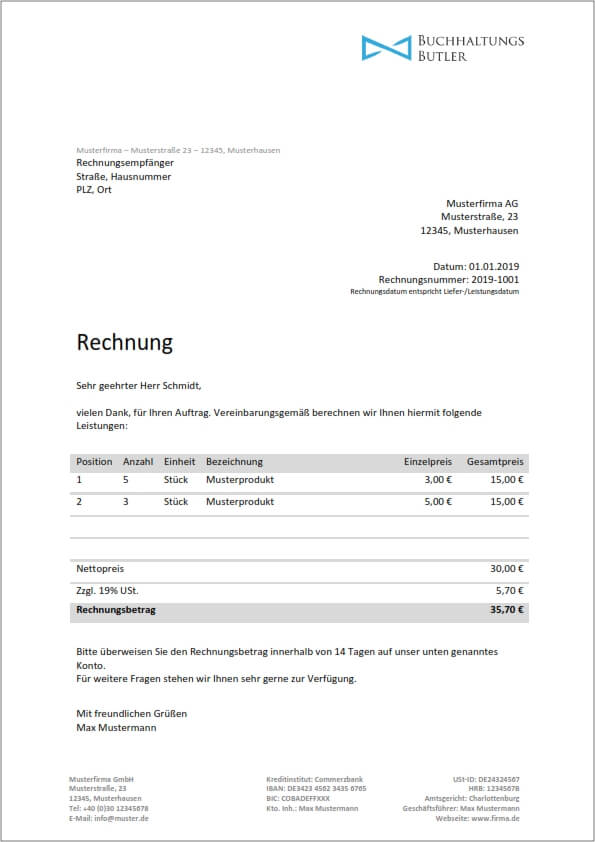 BUCHHALTUNGS
BUTLER
Musterfirma – Musterstraße 23 – 12345, Musterhausen
Rechnungsempfänger
Straße, Hausnummer
PLZ, Ort
Musterfirma AG
Musterstraße, 23
12345, Musterhausen
Datum: 01.01.2019
Rechnungsnummer: 2019-1001
Rechnungsdatum entspricht Liefer-/Leistungsdatum
Rechnung
Sehr geehrter Herr Schmidt,
vielen Dank, für Ihren Auftrag. Vereinbarungsgemäß berechnen wir Ihnen hiermit folgende
Leistungen:
Position Anzahl Einheit Bezeichnung Einzelpreis Gesamtpreis
1 5 Stück Musterprodukt 3,00 € 15,00 €
2 3 Stück Musterprodukt 5,00 € 15,00 €
Nettopreis 30,00 €
Zzgl. 19% USt. 5,70 €
Rechnungsbetrag 35,70 €
Bitte überweisen Sie den Rechnungsbetrag innerhalb von 14 Tagen auf unser unten genanntes
Konto.
Für weitere Fragen stehen wir Ihnen sehr gerne zur Verfügung.
Mit freundlichen Grüßen
Max Mustermann
Musterfirma GmbH
Musterstraße, 23
12345, Musterhausen
Tel: +40 (0)30 12345678
E-Mail: info@muster.de
Kreditinstitut: Commerzbank
IBAN: DE3423 4562 3435 6765
BIC: COBADEFFXXX
Kto. Inh.: Max Mustermann
USt-ID: DE24324567
HRB: 12345678
Amtsgericht: Charlottenburg
Geschäftsführer: Max Mustermann
Webseite: www.firma.de